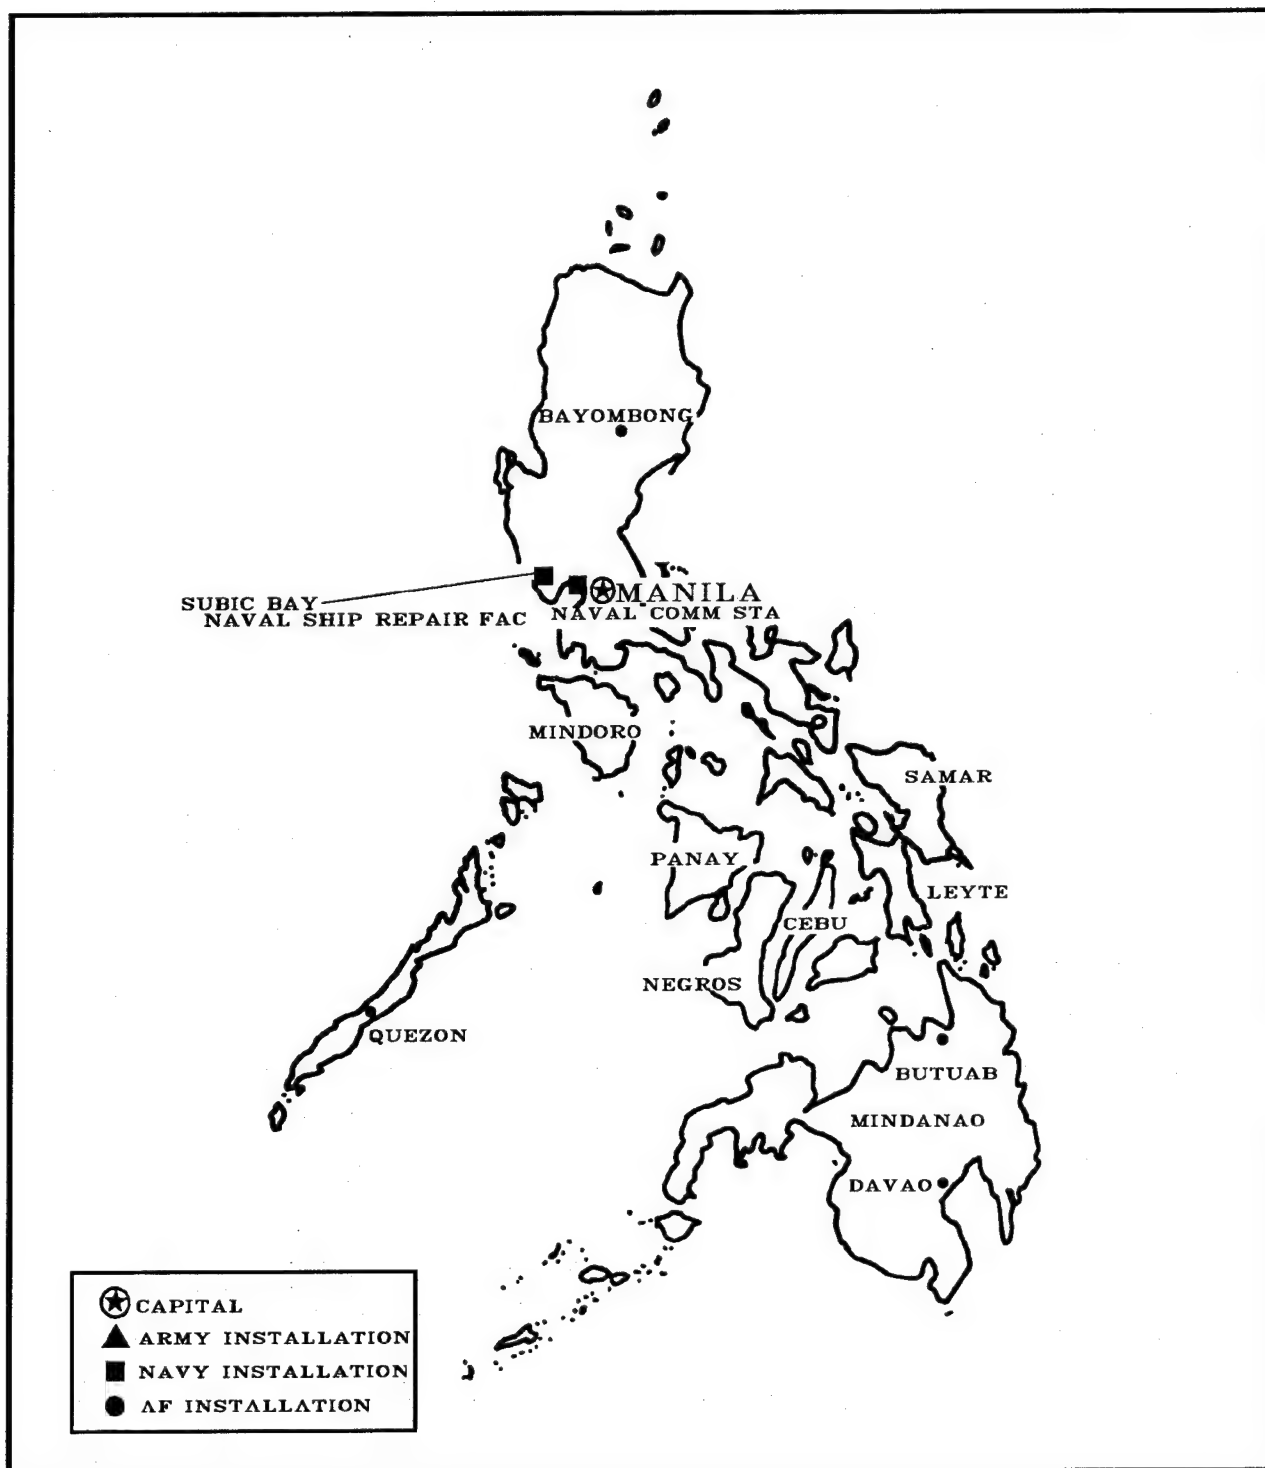 BAYOMBONG
MANILA
SUBIC BAY
NAVAL SHIP REPAIR FAC
NAVAL COMM STA
MINDORO
SAMAR
PANAY
LEYTE
CEBU
NEGROS
QUEZON
BUTUAB
MINDANAO
DAVAO
CAPITAL
ARMY INSTALLATION
NAVY INSTALLATION
AF INSTALLATION